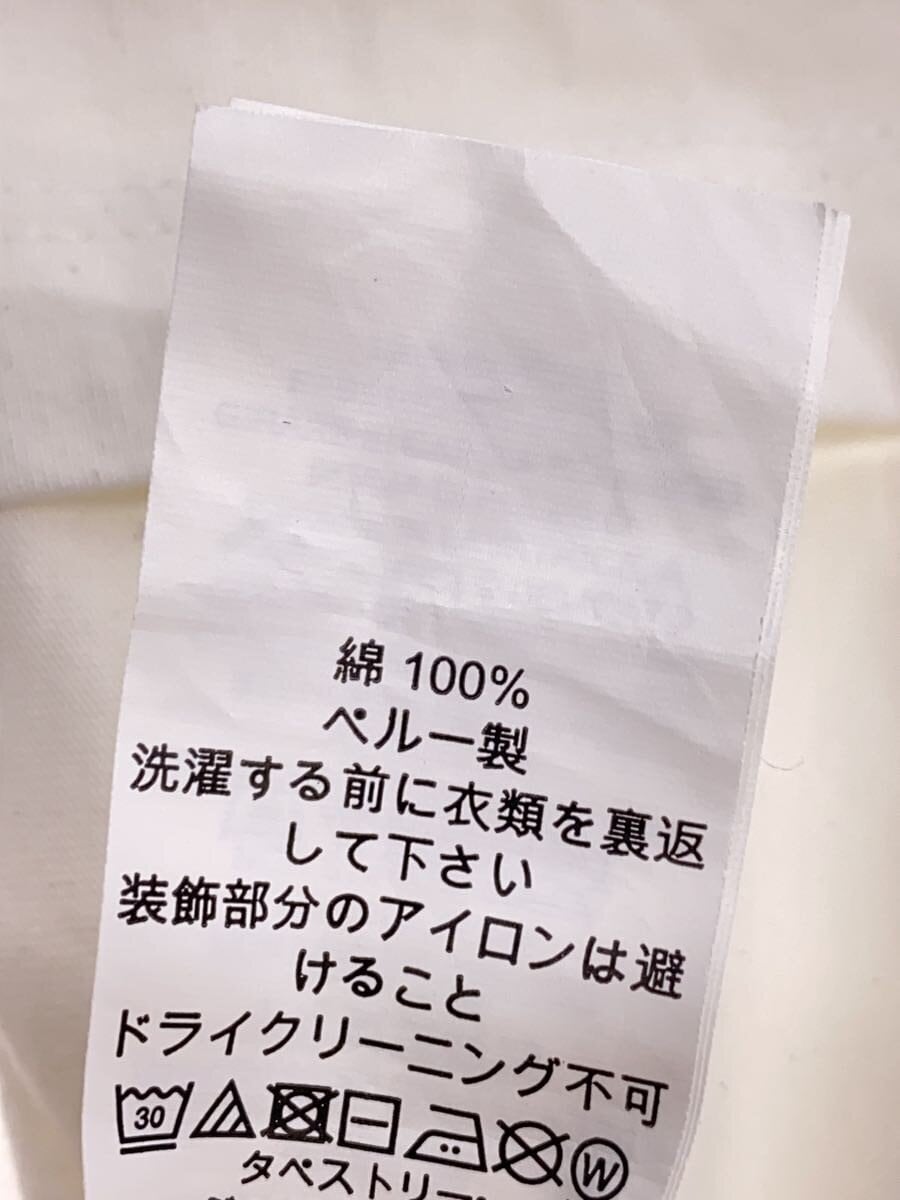 綿 100%
ペルー製
洗濯する前に衣類を裏返
して下さい
装飾部分のアイロンは避
けること
ドライクリーニング不可
30 W
タペストリー